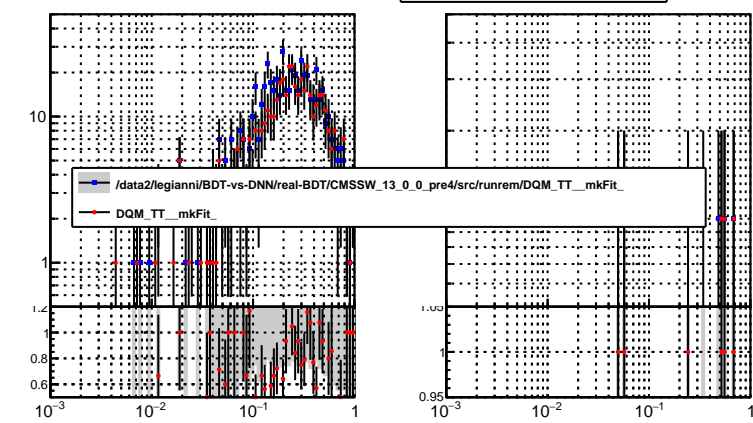 10
/data2/legianni/BDT-vs-DNN/real-BDT/CMSSW_13_0_0_pre4/src/runrem/DQM_TT__mkFit_
DQM_TT__mkFit_
1
1.2
1
0.8
0.6
10⁻³ 10⁻² 10⁻¹ 1
1.05
1
0.95
10⁻³ 10⁻² 10⁻¹ 1